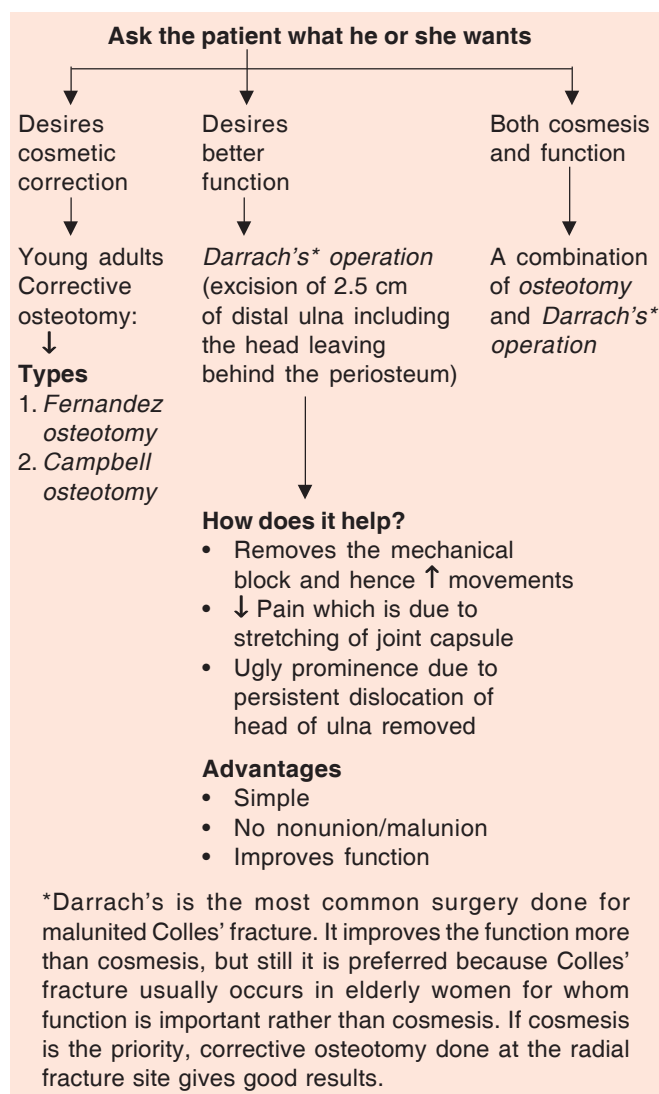 Ask the patient what he or she wants
Desires
cosmetic
correction
Desires
better
function
Both cosmesis
and function
Young adults
Corrective
osteotomy:
↓
Types
1. Fernandez
osteotomy
2. Campbell
osteotomy
Darrach's* operation
(excision of 2.5 cm
of distal ulna including
the head leaving
behind the periosteum)
A combination
of osteotomy
and Darrach's*
operation
How does it help?
• Removes the mechanical
block and hence ↑ movements
• ↓ Pain which is due to
stretching of joint capsule
• Ugly prominence due to
persistent dislocation of
head of ulna removed
Advantages
• Simple
• No nonunion/malunion
• Improves function
*Darrach's is the most common surgery done for
malunited Colles' fracture. It improves the function more
than cosmesis, but still it is preferred because Colles'
fracture usually occurs in elderly women for whom
function is important rather than cosmesis. If cosmesis
is the priority, corrective osteotomy done at the radial
fracture site gives good results.